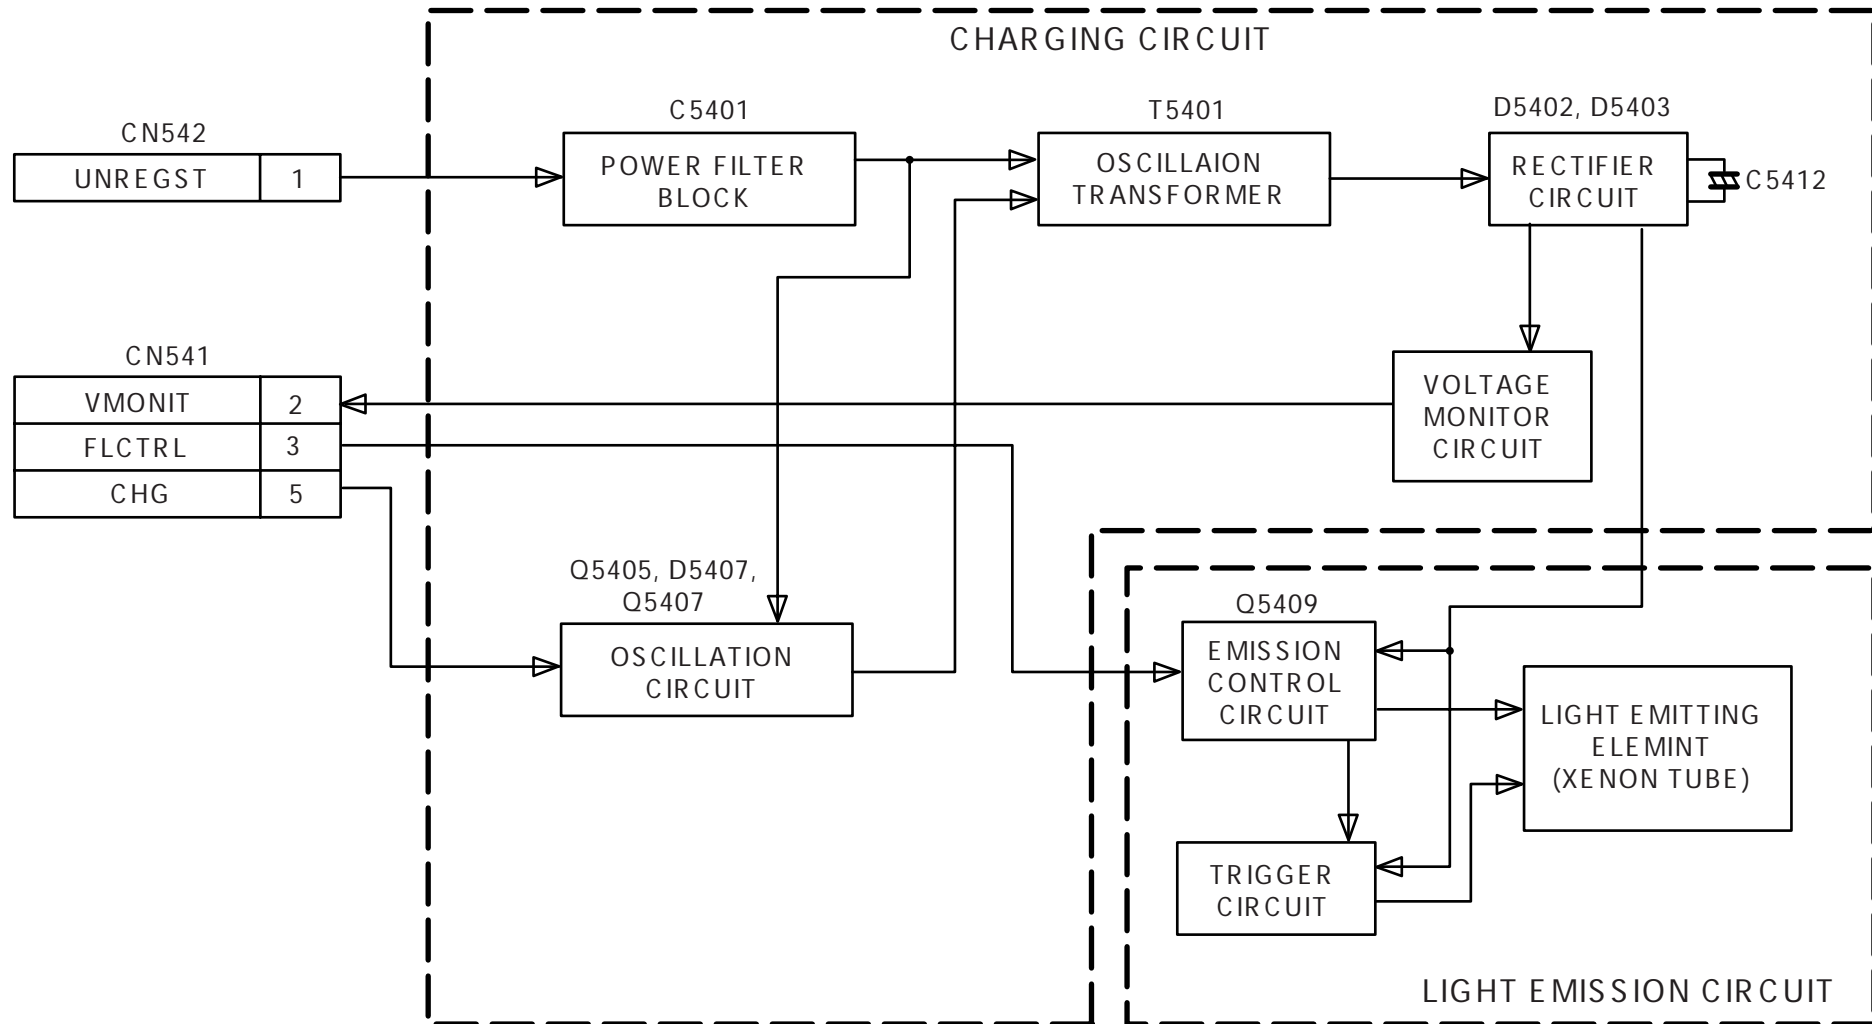 CHARGING CIRCUIT
C5401
T5401
D5402, D5403
CN542
UNREGST 1
POWER FILTER
BLOCK
OSCILLAION
TRANSFORMER
RECTIFIER
CIRCUIT
C5412
CN541
VMONIT 2
FLCTRL 3
CHG 5
VOLTAGE
MONITOR
CIRCUIT
Q5405, D5407,
Q5407
OSCILLATION
CIRCUIT
Q5409
EMISSION
CONTROL
CIRCUIT
LIGHT EMITTING
ELEMINT
(XENON TUBE)
TRIGGER
CIRCUIT
LIGHT EMISSION CIRCUIT